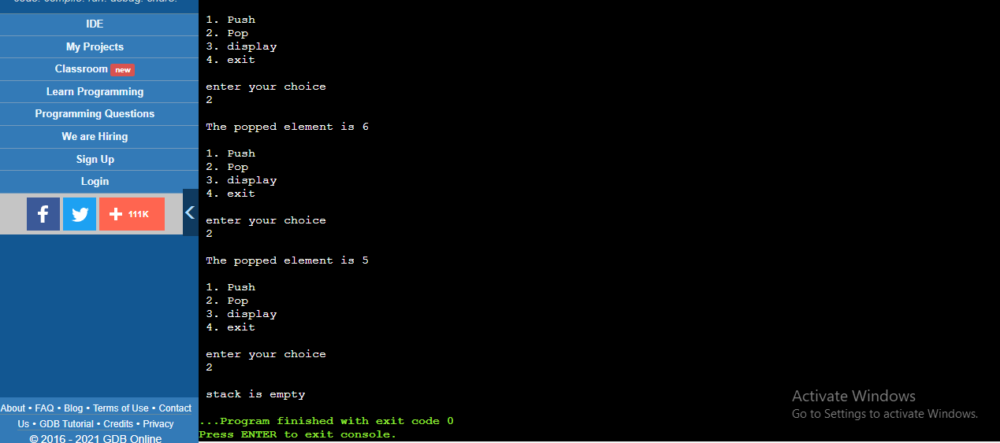 code. compile. run. debug. share.
IDE
My Projects
Classroom new
Learn Programming
Programming Questions
We are Hiring
Sign Up
Login
111K
About • FAQ • Blog • Terms of Use • Contact
Us • GDB Tutorial • Credits • Privacy
© 2016 - 2021 GDB Online
1. Push
2. Pop
3. display
4. exit
enter your choice
2
The popped element is 6
1. Push
2. Pop
3. display
4. exit
enter your choice
2
The popped element is 5
1. Push
2. Pop
3. display
4. exit
enter your choice
2
stack is empty
...Program finished with exit code 0
Press ENTER to exit console.
Activate Windows
Go to Settings to activate Windows.